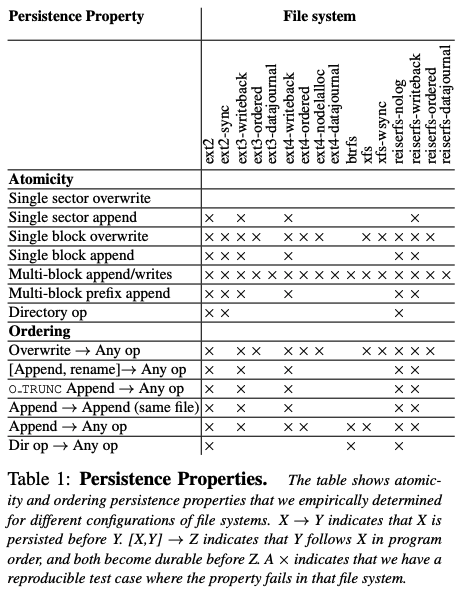 Persistence Property File system
ext2
ext2-sync
ext3-writeback
ext3-ordered
ext3-datajournal
ext4-writeback
ext4-ordered
ext4-nodelalloc
ext4-datajournal
btrfs
xfs
xfs-wsync
reiserfs-nolog
reiserfs-writeback
reiserfs-ordered
reiserfs-datajournal
Atomicity
Single sector overwrite
Single sector append × × × ×
Single block overwrite × × × × × × × × × × × ×
Single block append × × × × × ×
Multi-block append/writes × × × × × × × × × × × × × × × ×
Multi-block prefix append × × × × × ×
Directory op × × ×
Ordering
Overwrite → Any op × × × × × × × × × × ×
[Append, rename]→ Any op × × × × ×
O_TRUNC Append → Any op × × × × ×
Append → Append (same file) × × × × ×
Append → Any op × × × × × × × ×
Dir op → Any op × × ×
Table 1: Persistence Properties. The table shows atomic-
ity and ordering persistence properties that we empirically determined
for different configurations of file systems. X → Y indicates that X is
persisted before Y. [X,Y] → Z indicates that Y follows X in program
order, and both become durable before Z. A × indicates that we have a
reproducible test case where the property fails in that file system.